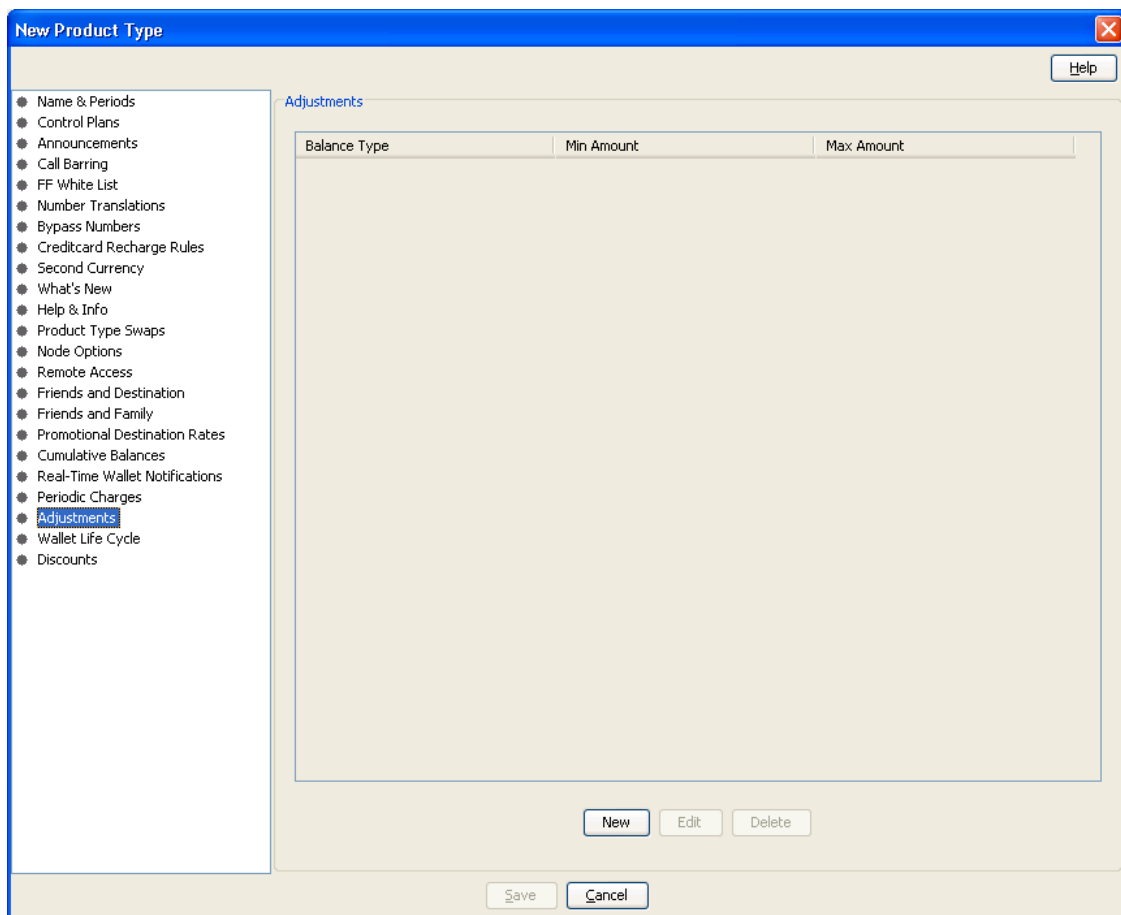 New Product Type
Help
Name & Periods
Control Plans
Announcements
Call Barring
FF White List
Number Translations
Bypass Numbers
Creditcard Recharge Rules
Second Currency
What's New
Help & Info
Product Type Swaps
Node Options
Remote Access
Friends and Destination
Friends and Family
Promotional Destination Rates
Cumulative Balances
Real-Time Wallet Notifications
Periodic Charges
Adjustments
Wallet Life Cycle
Discounts
Adjustments
Balance Type Min Amount Max Amount
New Edit Delete
Save Cancel